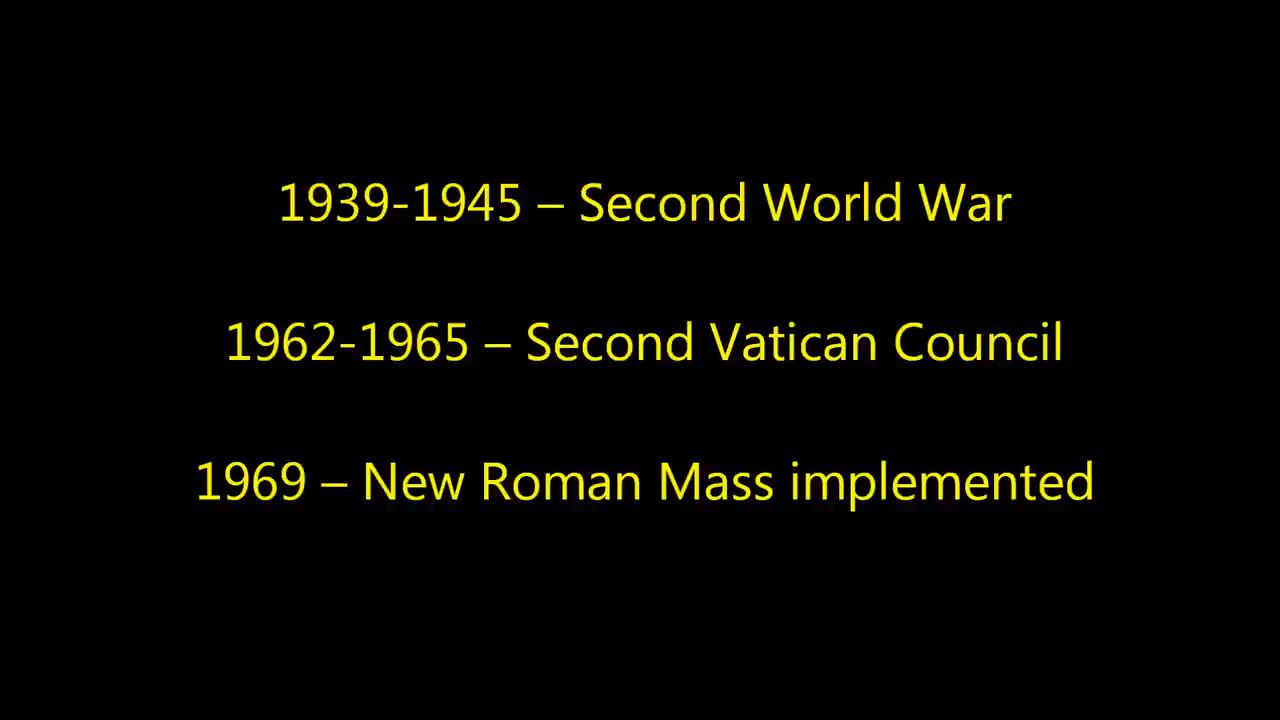 1939-1945 – Second World War
1962-1965 – Second Vatican Council
1969 – New Roman Mass implemented